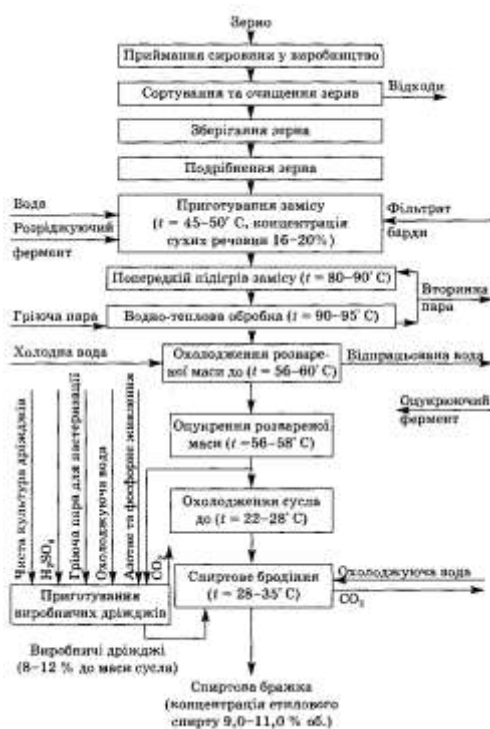 Зерно
Приймання сировини у виробництво
Сортування та очищення зерна
Відходи
Зберігання зерна
Подрібнення зерна
Вода
Розріджуючий
фермент
Приготування замісу
(t = 45–50° C, концентрація
сухих речовин 16–20%)
Фільтрат
барди
Попередній підігрів замісу (t = 80–90°C)
Вторинна
пара
Гріюча пара
Водно-теплова обробка (t = 90–95°C)
Холодна вода
Охолодження розваре-
ної маси до (t = 56–60°C)
Відпрацьована вода
Оцукрюючий
фермент
Оцукрення розвареної
маси (t =56–58° C)
Охолодження сусла
до (t = 22–28°C)
Чиста культура дріжджів
H₂SO₄
Гріюча пара для пастеризації
Охолоджуюча вода
Азотне та фосфорне живлення
CO₂
Спиртове бродіння
(t = 28–35°C)
Охолоджуюча вода
CO₂
Приготування
виробничих дріжджів
Виробничі дріжджі
(8–12 % до маси сусла)
Спиртова бражка
(концентрація етилового
спирту 9,0–11,0 % об.)